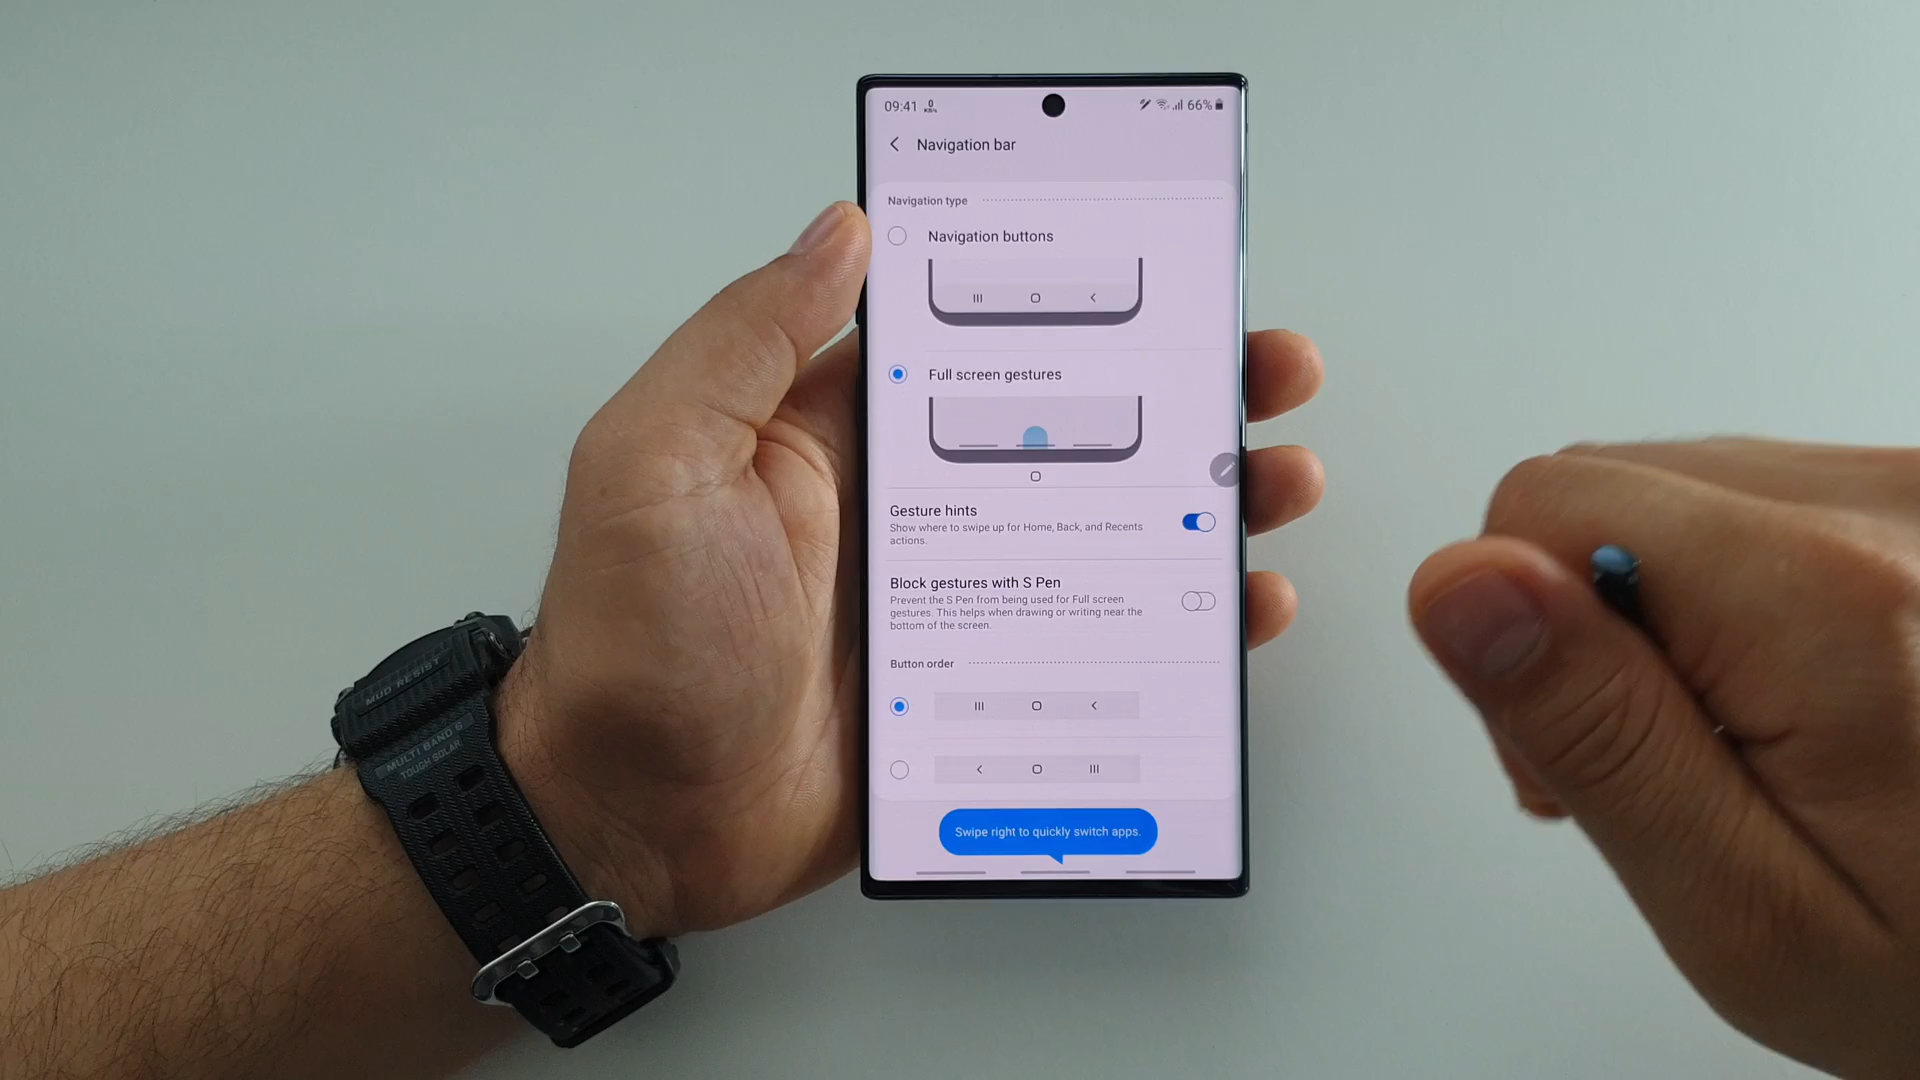 09:41 0 KB/s 66%
Navigation bar
Navigation type
Navigation buttons
Full screen gestures
Gesture hints
Show where to swipe up for Home, Back, and Recents
actions.
Block gestures with S Pen
Prevent the S Pen from being used for Full screen
gestures. This helps when drawing or writing near the
bottom of the screen.
Button order
Swipe right to quickly switch apps.
MUD RESIST
MULTI BAND 6
TOUGH SOLAR